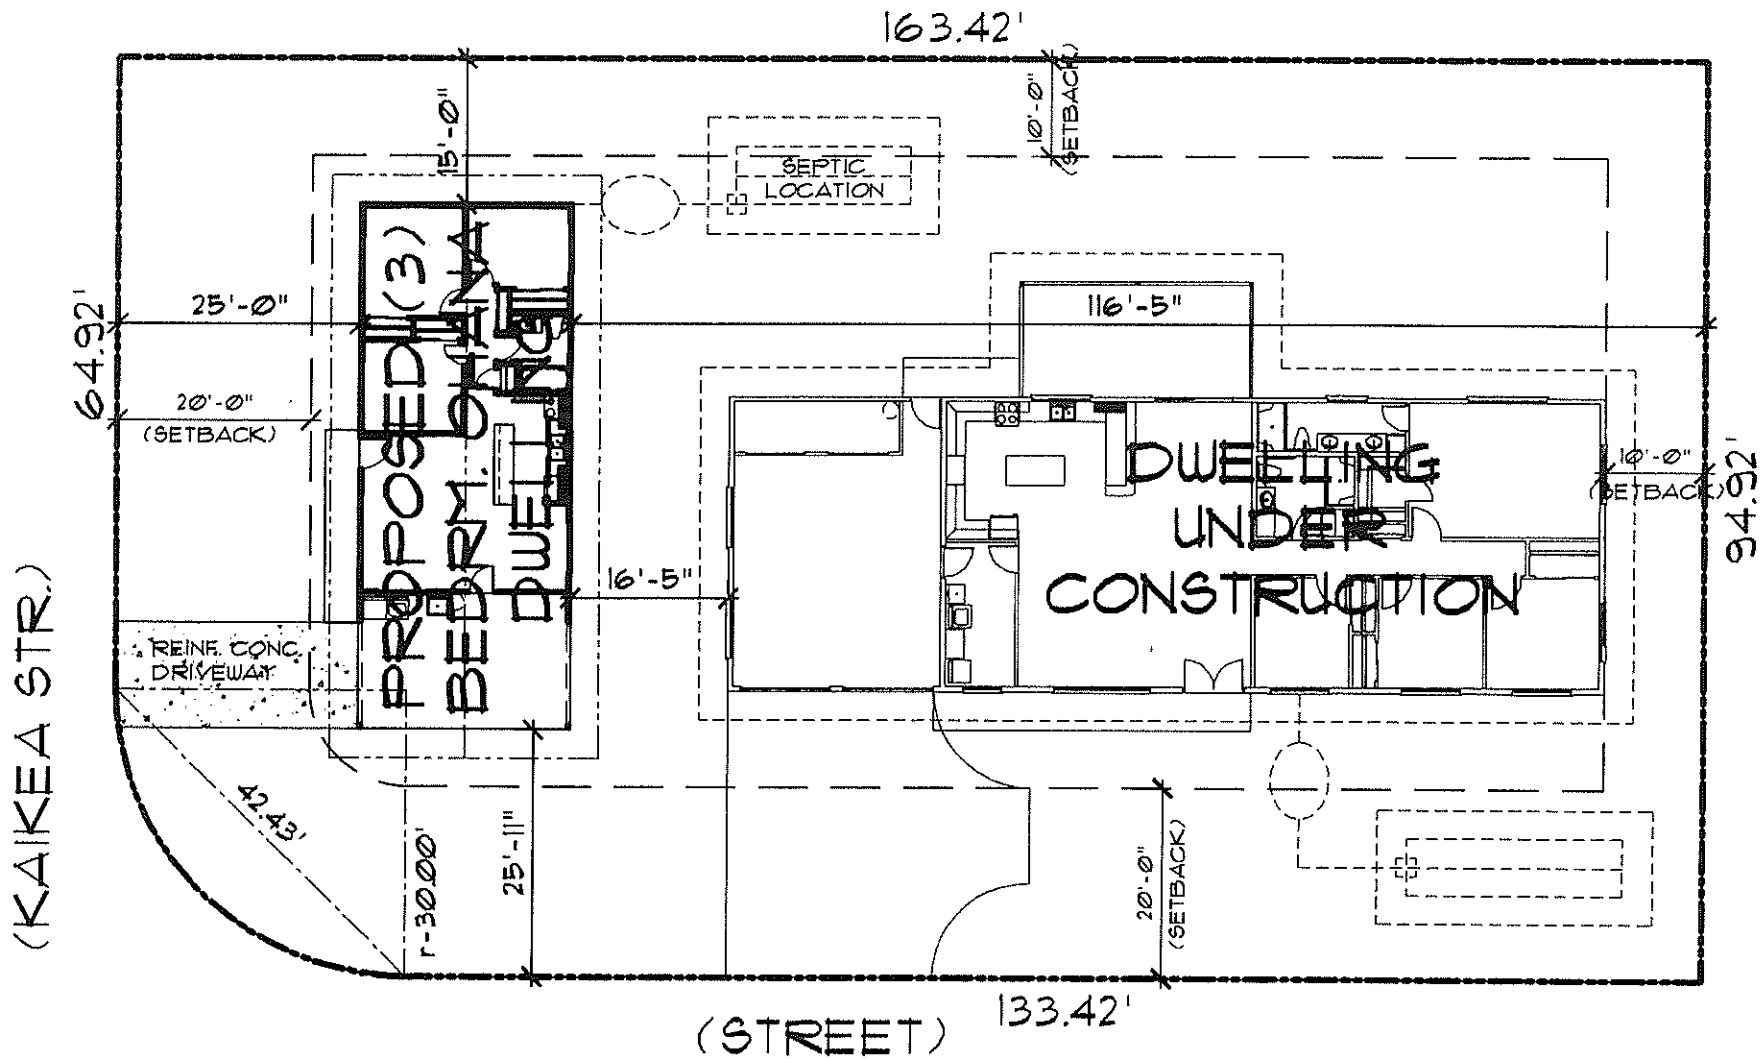 163.42'
15'-0"
10'-0"
(SETBACK)
SEPTIC
LOCATION
64.92'
25'-0"
116'-5"
20'-0"
(SETBACK)
PROPOSED (3)
BEDRM. OHANA
DWELLING
DWELLING
UNDER
CONSTRUCTION
10'-0"
(SETBACK)
94.92'
16'-5"
REINF. CONC.
DRIVEWAY
(KAIKEA STR.)
42.43'
r-30.00'
25'-11"
20'-0"
(SETBACK)
133.42'
(STREET)